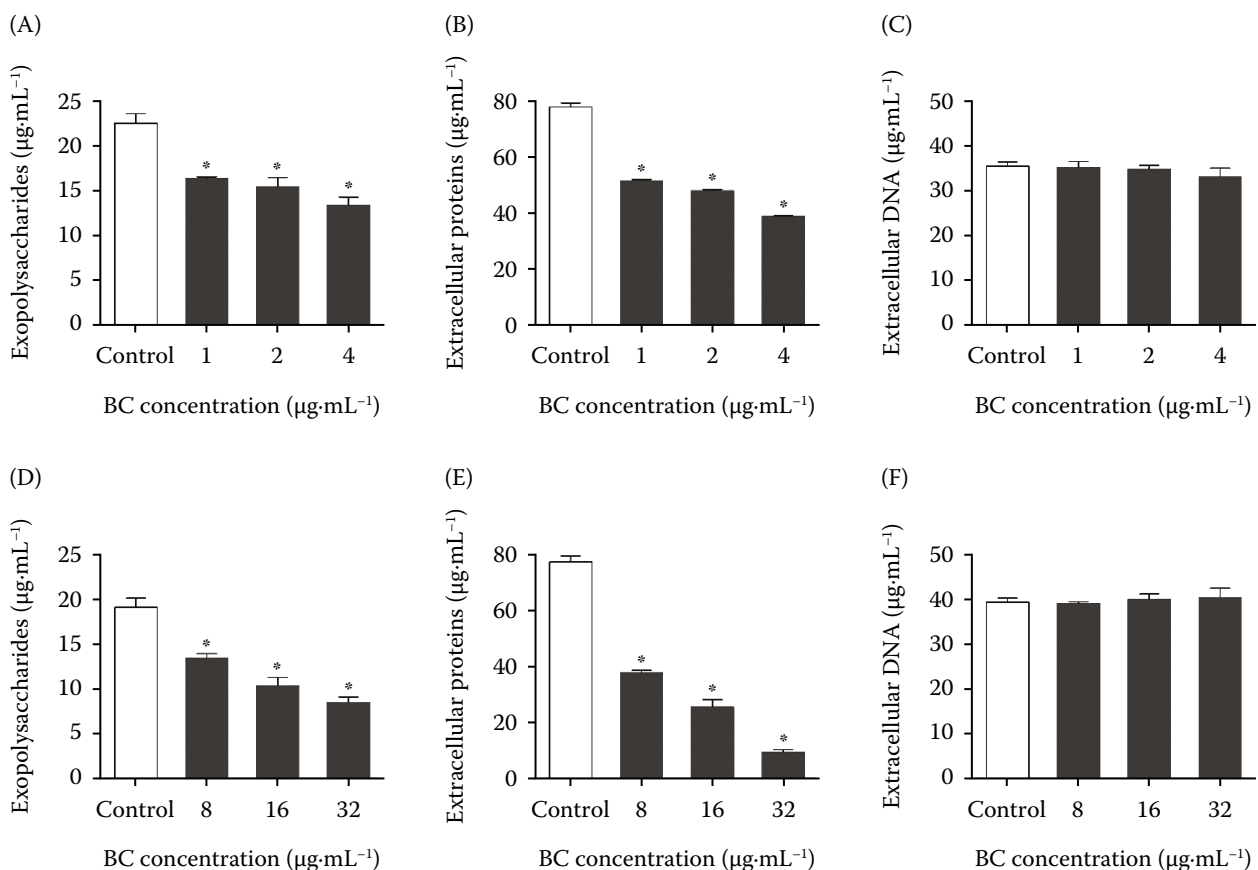 (A)
Exopolysaccharides (µg·mL⁻¹)
25
20
15
10
5
0
*
*
*
Control 1 2 4
BC concentration (µg·mL⁻¹)
(B)
Extracellular proteins (µg·mL⁻¹)
80
60
40
20
0
*
*
*
Control 1 2 4
BC concentration (µg·mL⁻¹)
(C)
Extracellular DNA (µg·mL⁻¹)
50
40
30
20
10
0
Control 1 2 4
BC concentration (µg·mL⁻¹)
(D)
Exopolysaccharides (µg·mL⁻¹)
25
20
15
10
5
0
*
*
*
Control 8 16 32
BC concentration (µg·mL⁻¹)
(E)
Extracellular proteins (µg·mL⁻¹)
80
60
40
20
0
*
*
*
Control 8 16 32
BC concentration (µg·mL⁻¹)
(F)
Extracellular DNA (µg·mL⁻¹)
50
40
30
20
10
0
Control 8 16 32
BC concentration (µg·mL⁻¹)